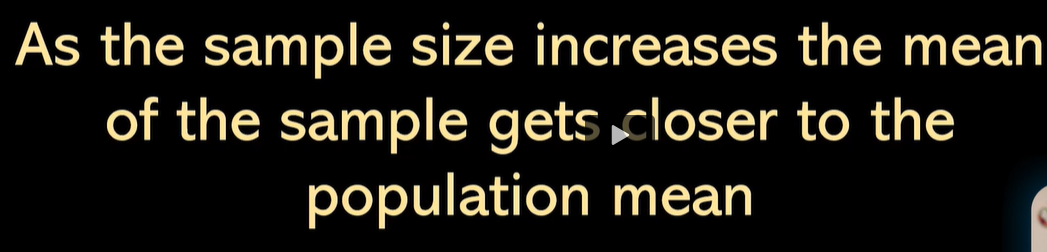 As the sample size increases the mean
of the sample gets closer to the
population mean